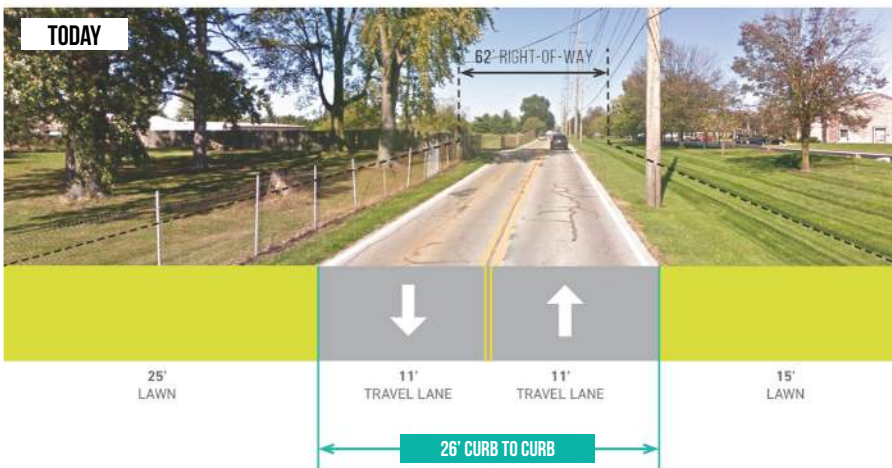 TODAY
62' RIGHT-OF-WAY
25'
LAWN
11'
TRAVEL LANE
11'
TRAVEL LANE
15'
LAWN
26' CURB TO CURB